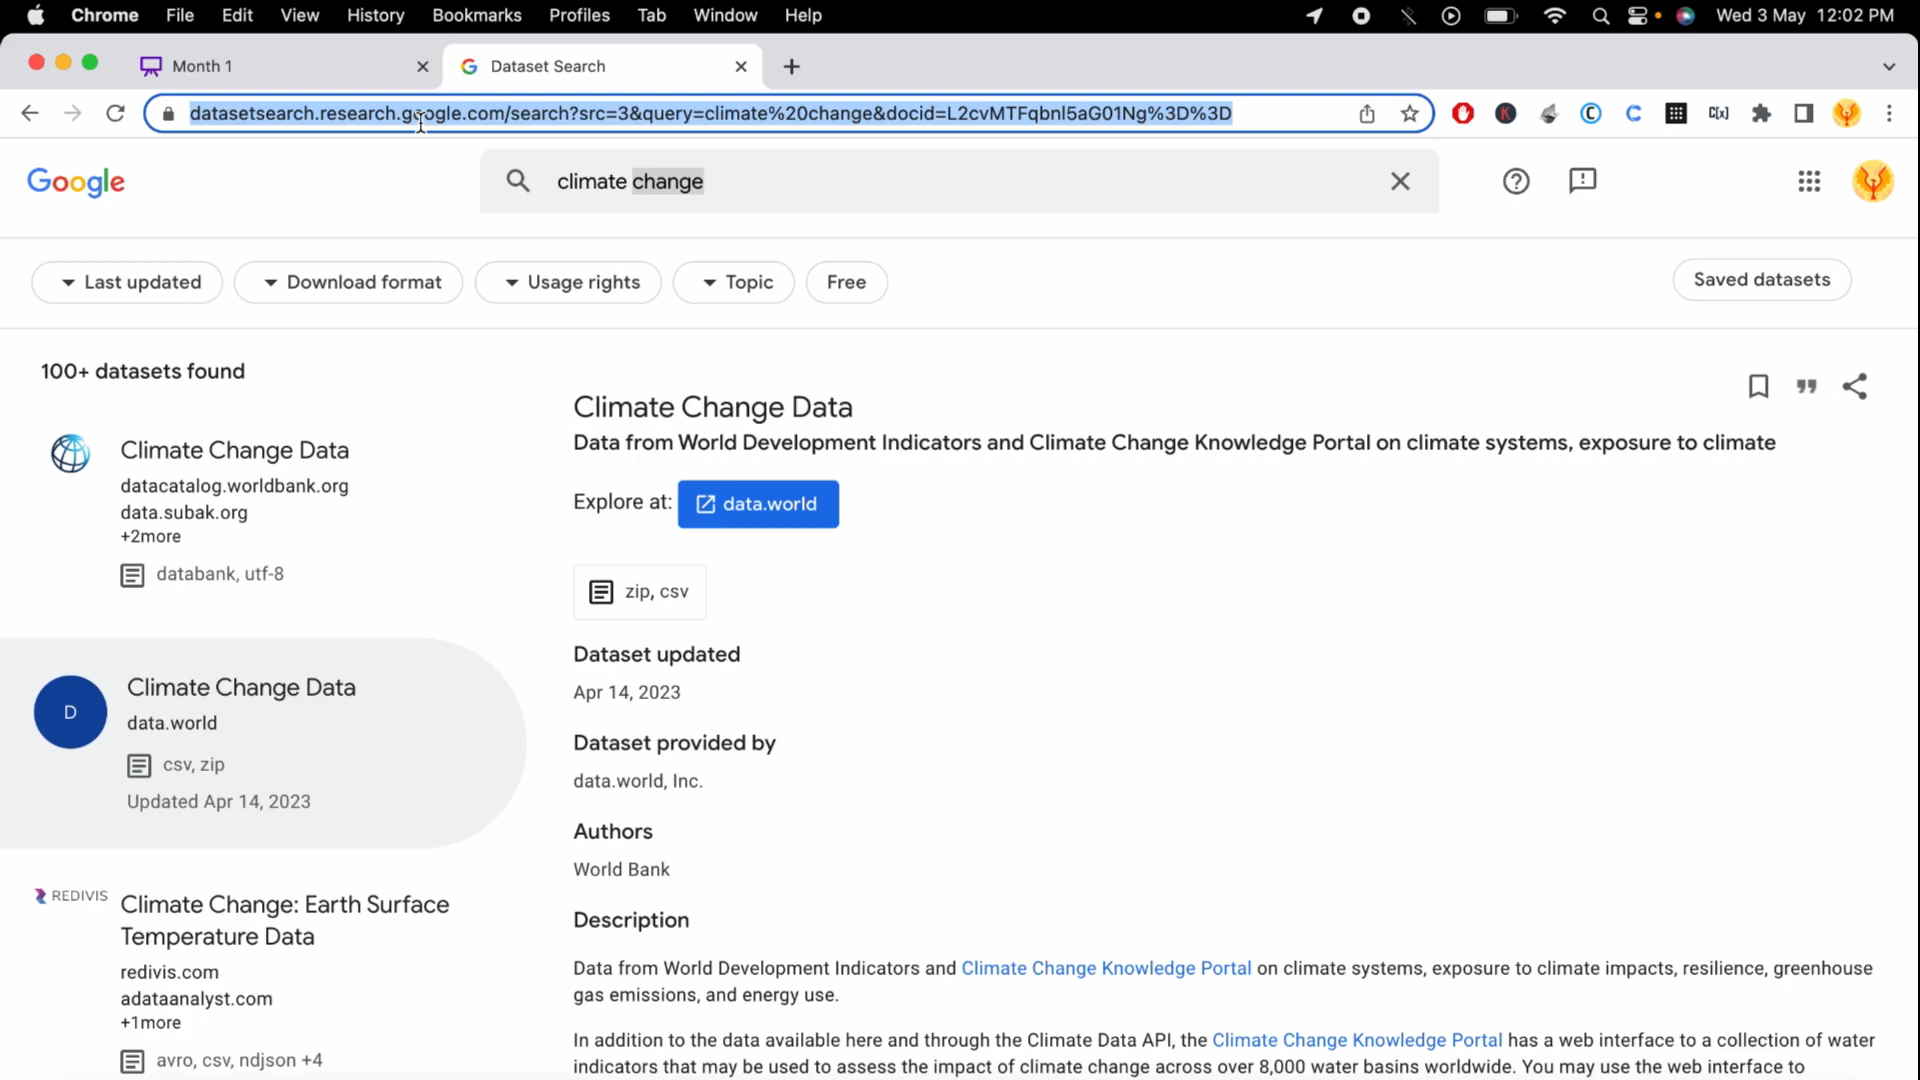 Chrome File Edit View History Bookmarks Profiles Tab Window Help Wed 3 May 12:02 PM
Month 1 Dataset Search
datasetsearch.research.google.com/search?src=3&query=climate%20change&docid=L2cvMTFqbnl5aG01Ng%3D%3D
Google climate change
Last updated Download format Usage rights Topic Free Saved datasets
100+ datasets found
Climate Change Data
datacatalog.worldbank.org
data.subak.org
+2more
databank, utf-8
D
Climate Change Data
data.world
csv, zip
Updated Apr 14, 2023
REDIVIS
Climate Change: Earth Surface
Temperature Data
redivis.com
adataanalyst.com
+1more
avro, csv, ndjson +4
Climate Change Data
Data from World Development Indicators and Climate Change Knowledge Portal on climate systems, exposure to climate
Explore at: data.world
zip, csv
Dataset updated
Apr 14, 2023
Dataset provided by
data.world, Inc.
Authors
World Bank
Description
Data from World Development Indicators and Climate Change Knowledge Portal on climate systems, exposure to climate impacts, resilience, greenhouse
gas emissions, and energy use.
In addition to the data available here and through the Climate Data API, the Climate Change Knowledge Portal has a web interface to a collection of water
indicators that may be used to assess the impact of climate change across over 8,000 water basins worldwide. You may use the web interface to